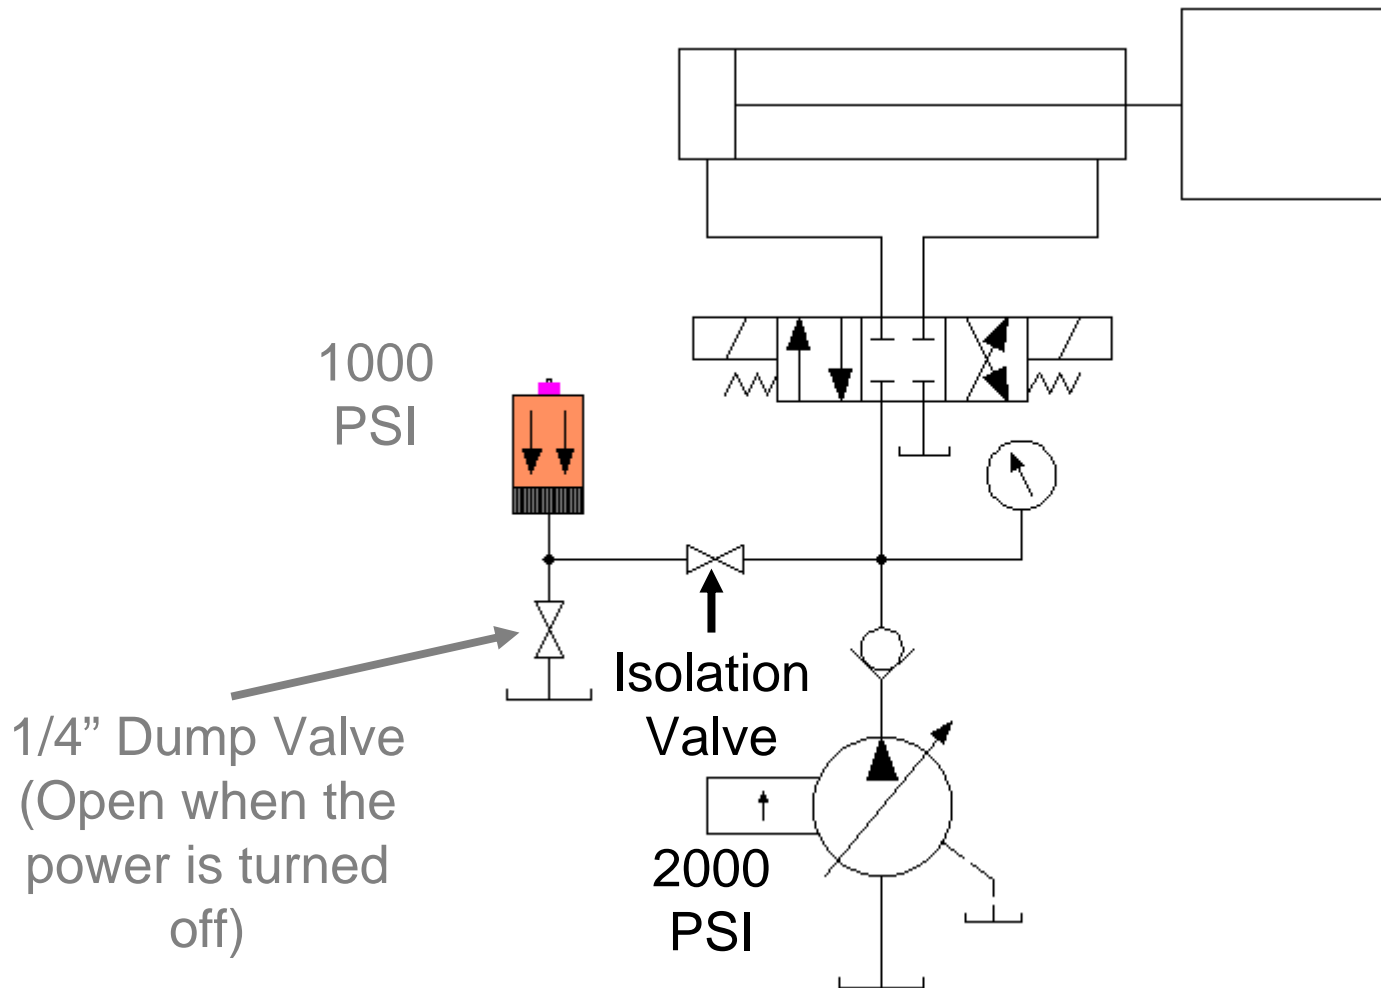 1000
PSI
Isolation
Valve
1/4” Dump Valve
(Open when the
power is turned
off)
2000
PSI